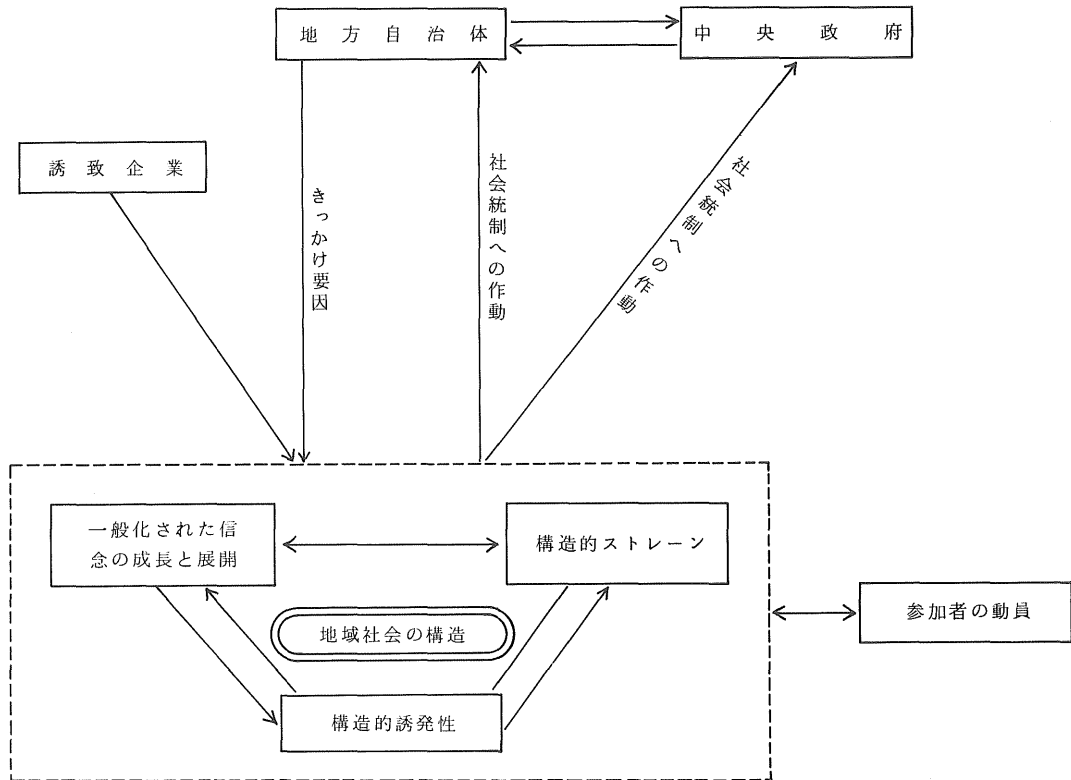 地方自治体
中央政府
誘致企業
きっかけ要因
社会統制への作動
社会統制への作動
一般化された信
念の成長と展開
構造的ストレーン
地域社会の構造
参加者の動員
構造的誘発性